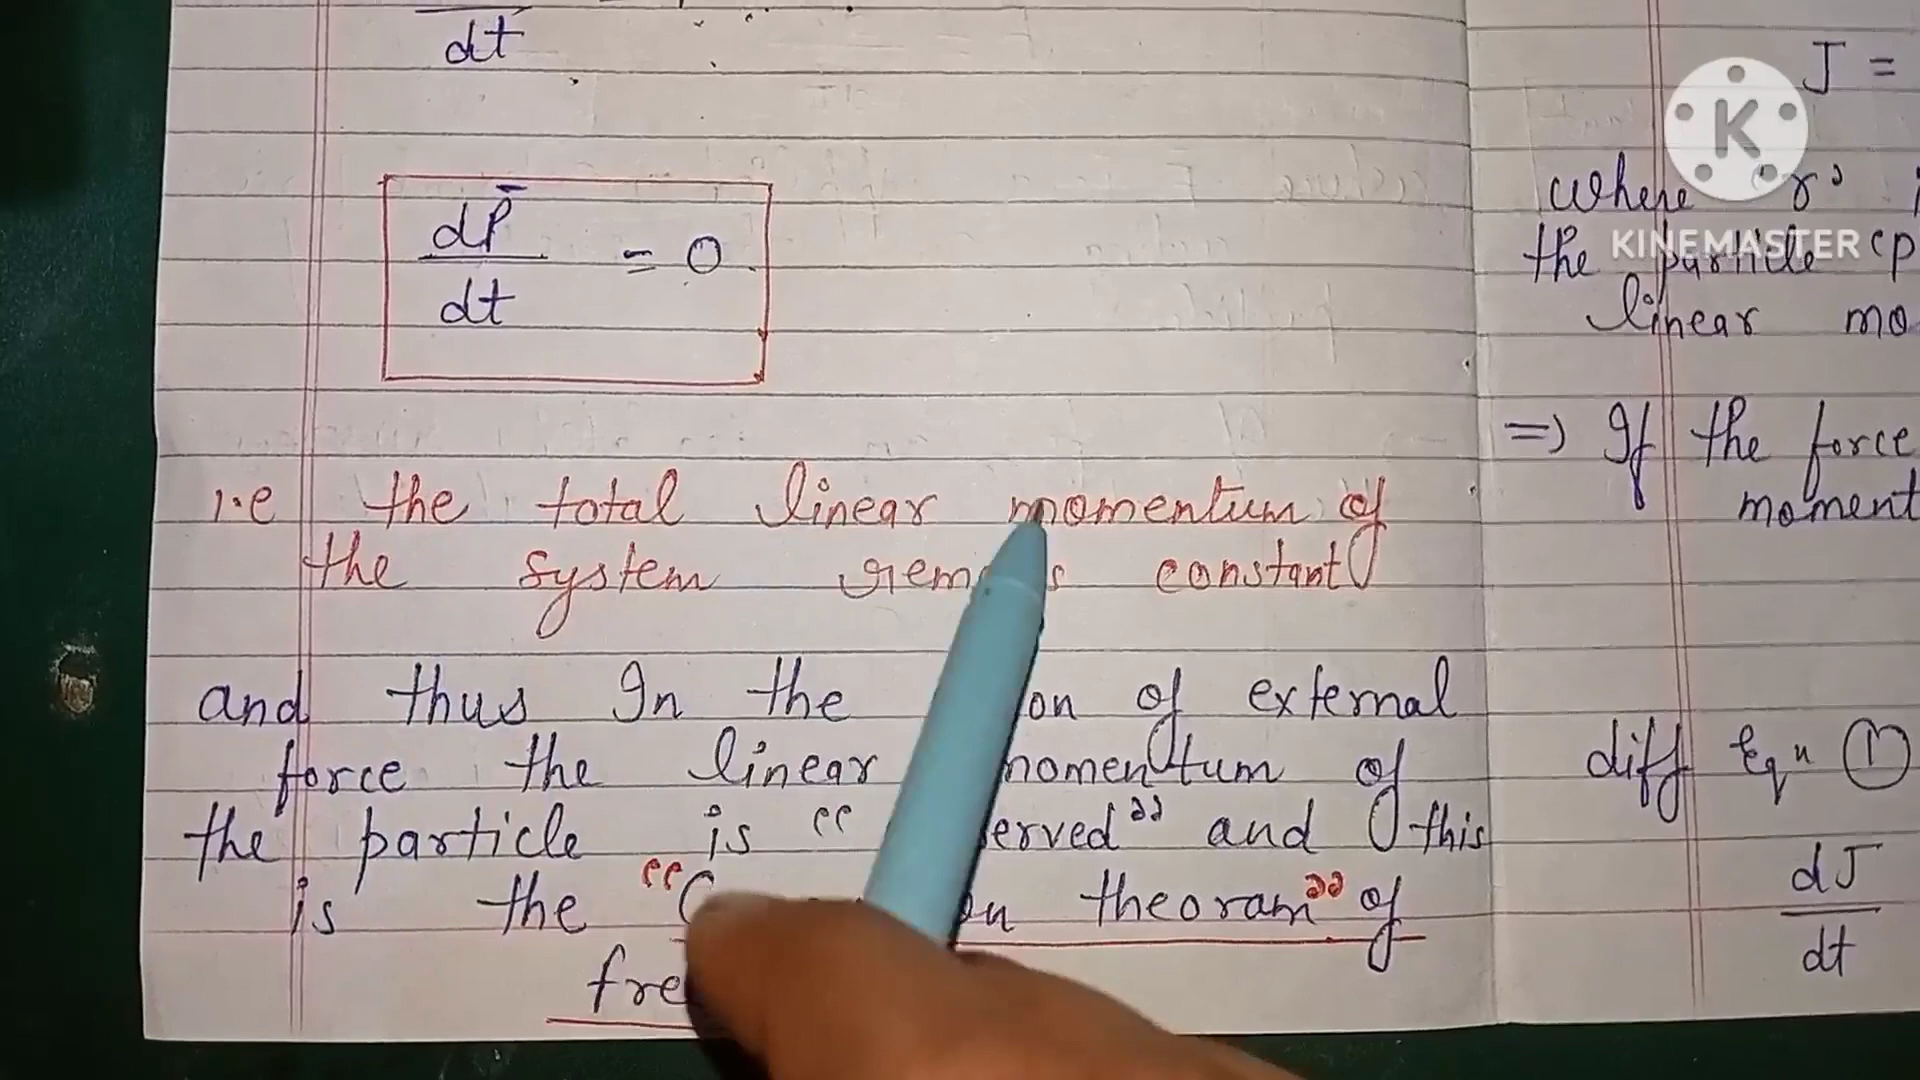 dt
dP̄
dt
= 0
i.e the total linear momentum of
the system constant
and thus In the of external
force the linear momentum of
the particle is “ and this
is the “ theoram” of
J =
where 'r'
the particle
linear
⇒ If the force
diff Eqn ①
dJ
dt
K
KINEMASTER